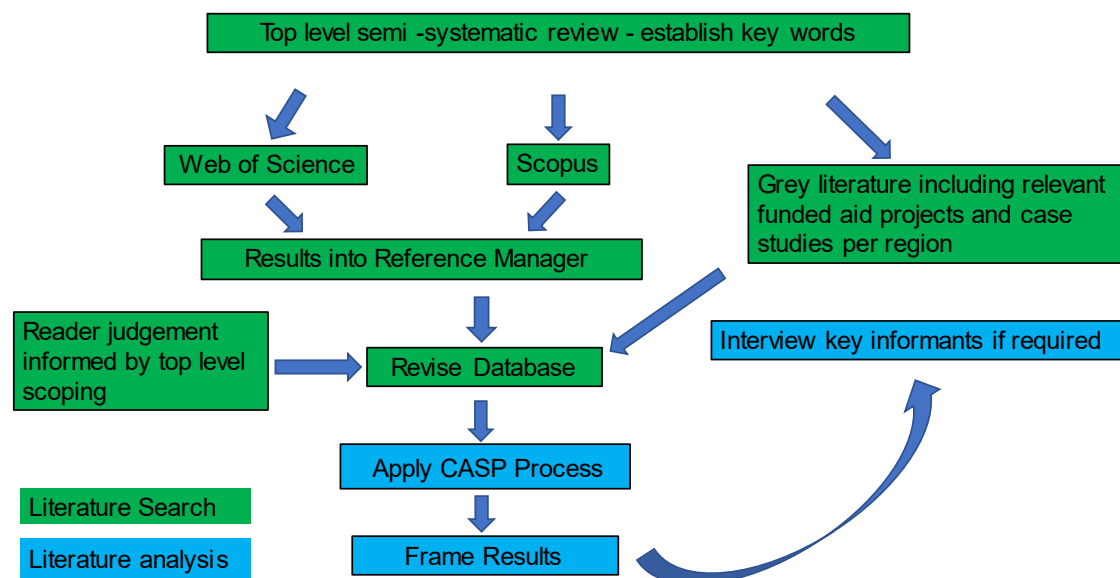 Top level semi -systematic review - establish key words
Web of Science
Scopus
Grey literature including relevant
funded aid projects and case
studies per region
Results into Reference Manager
Reader judgement
informed by top level
scoping
Interview key informants if required
Revise Database
Apply CASP Process
Literature Search
Literature analysis
Frame Results